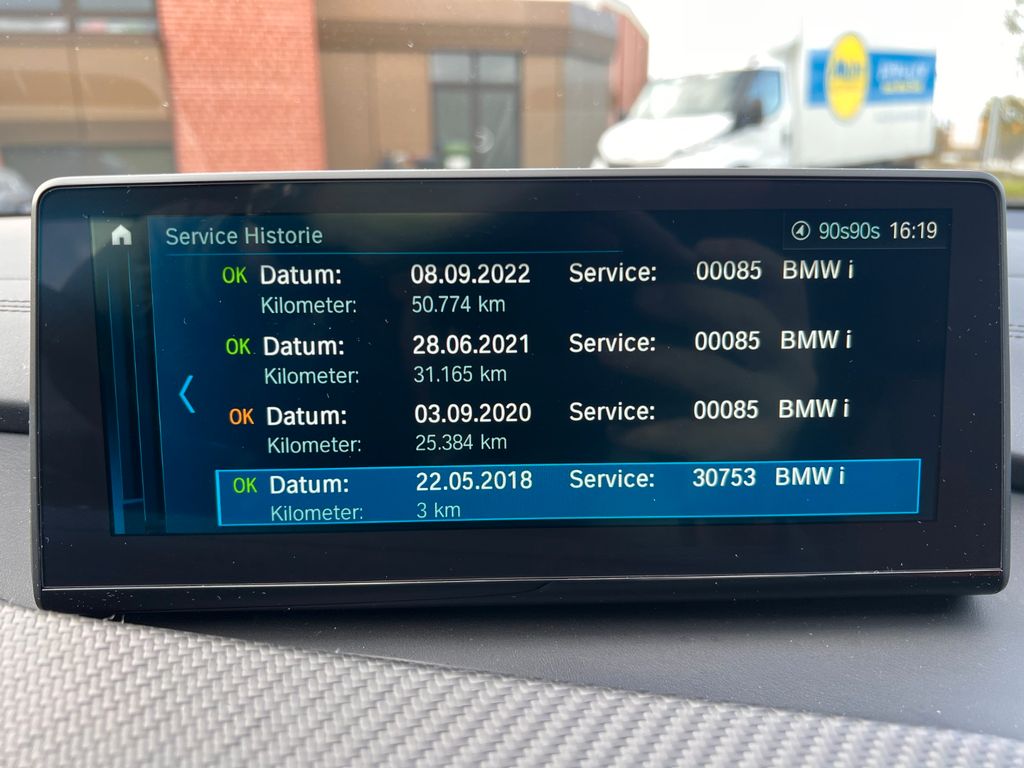 Service Historie 90s90s 16:19
OK Datum: 08.09.2022 Service: 00085 BMW i
Kilometer: 50.774 km
OK Datum: 28.06.2021 Service: 00085 BMW i
Kilometer: 31.165 km
OK Datum: 03.09.2020 Service: 00085 BMW i
Kilometer: 25.384 km
OK Datum: 22.05.2018 Service: 30753 BMW i
Kilometer: 3 km